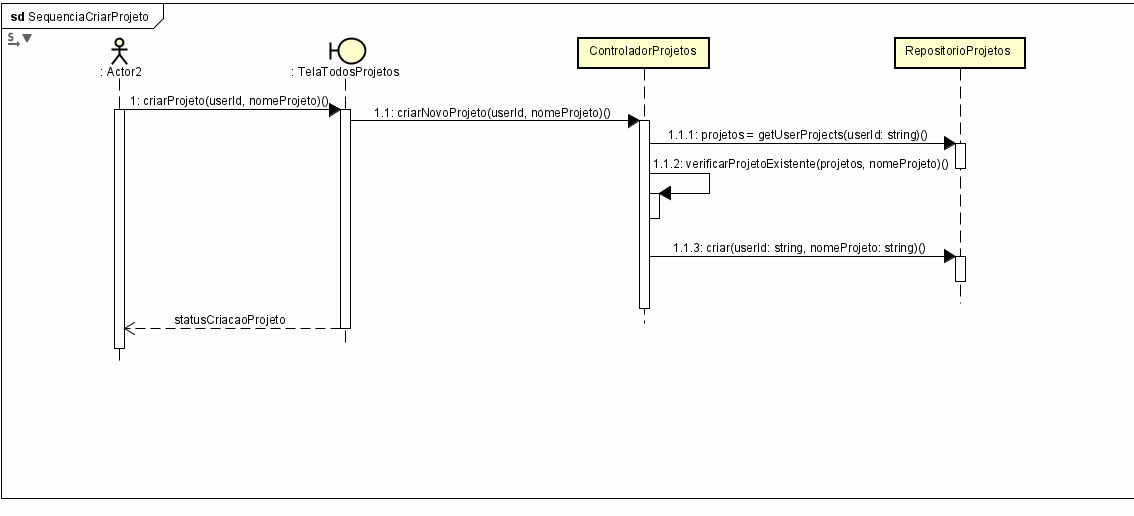 sd SequenciaCriarProjeto
S
: Actor2
: TelaTodosProjetos
ControladorProjetos
RepositorioProjetos
1: criarProjeto(userId, nomeProjeto)()
1.1: criarNovoProjeto(userId, nomeProjeto)()
1.1.1: projetos = getUserProjects(userId: string)()
1.1.2: verificarProjetoExistente(projetos, nomeProjeto)()
1.1.3: criar(userId: string, nomeProjeto: string)()
statusCriacaoProjeto